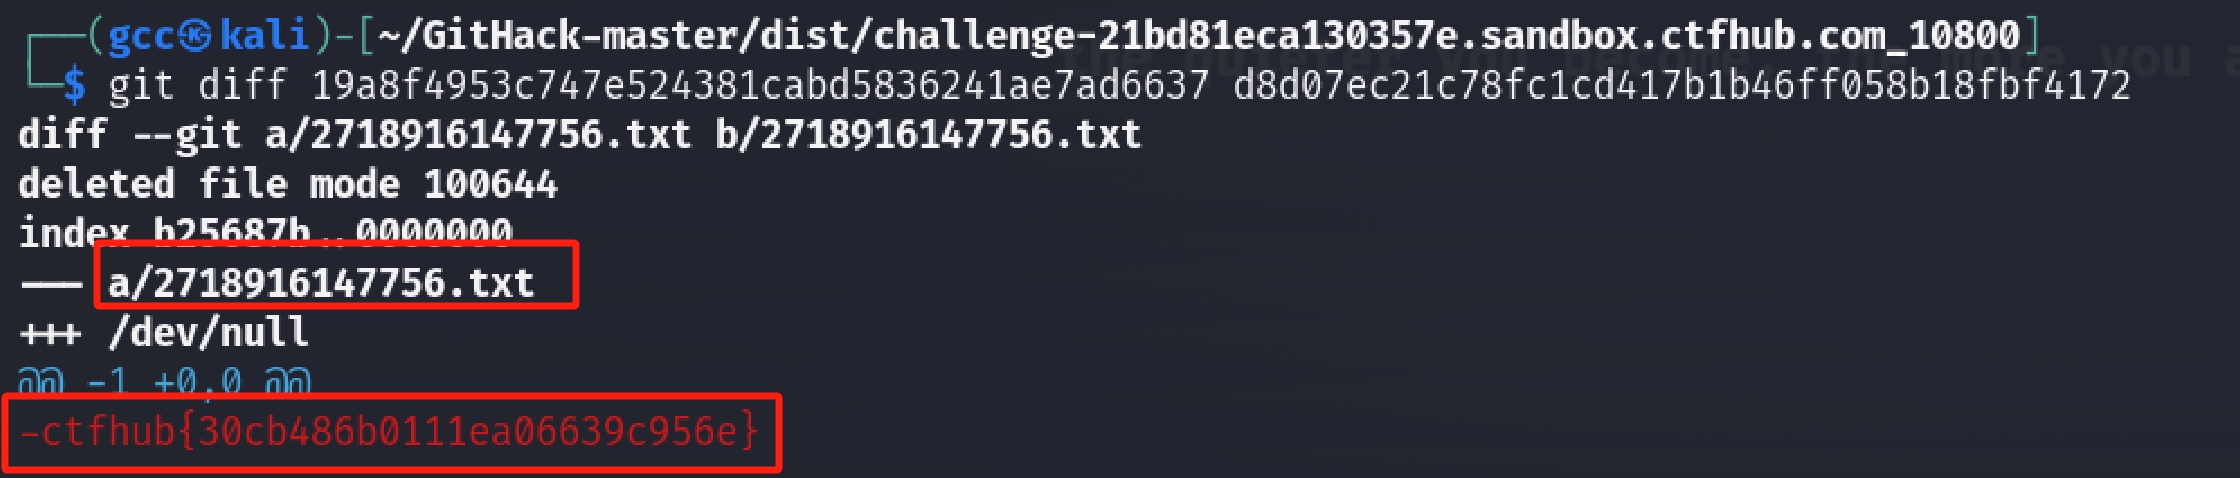 (gcc㉿kali)-[~/GitHack-master/dist/challenge-21bd81eca130357e.sandbox.ctfhub.com_10800]
$ git diff 19a8f4953c747e524381cabd5836241ae7ad6637 d8d07ec21c78fc1cd417b1b46ff058b18fbf4172
diff --git a/2718916147756.txt b/2718916147756.txt
deleted file mode 100644
index b25687b..0000000
--- a/2718916147756.txt
+++ /dev/null
@@ -1 +0,0 @@
-ctfhub{30cb486b0111ea06639c956e}